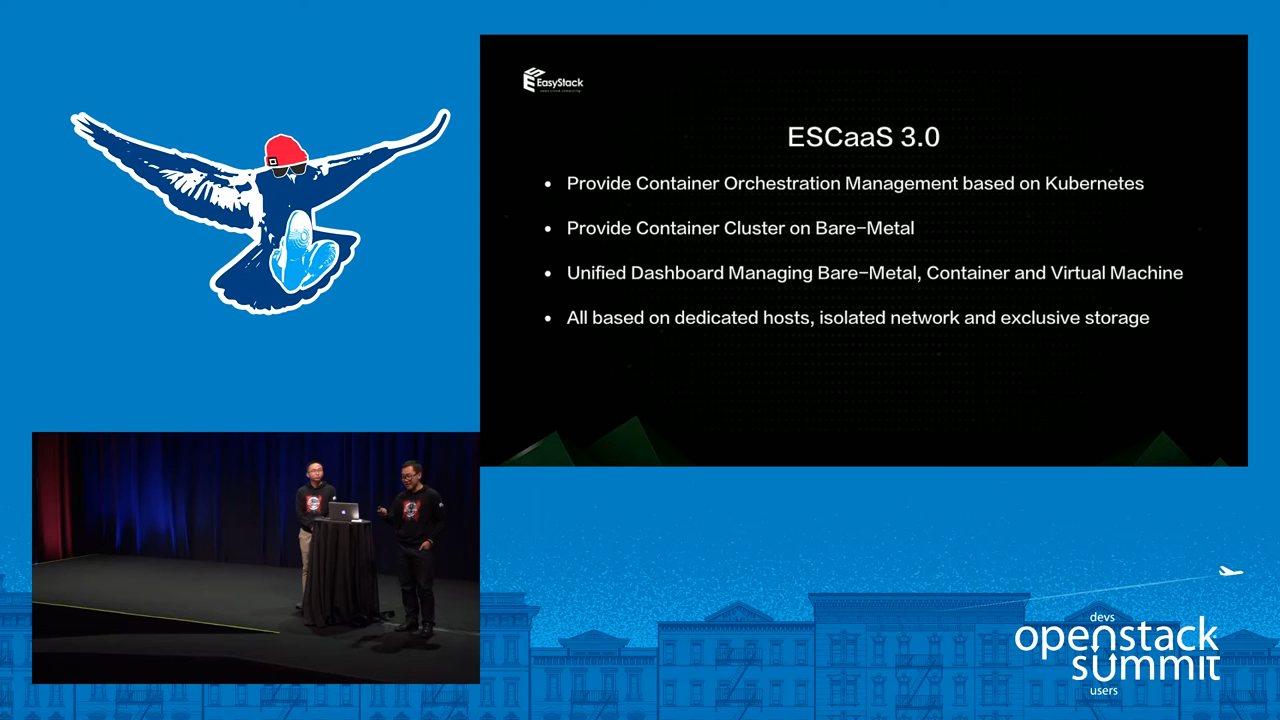 EasyStack
ESCaaS 3.0
• Provide Container Orchestration Management based on Kubernetes
• Provide Container Cluster on Bare-Metal
• Unified Dashboard Managing Bare-Metal, Container and Virtual Machine
• All based on dedicated hosts, isolated network and exclusive storage
devs
openstack
summit
users